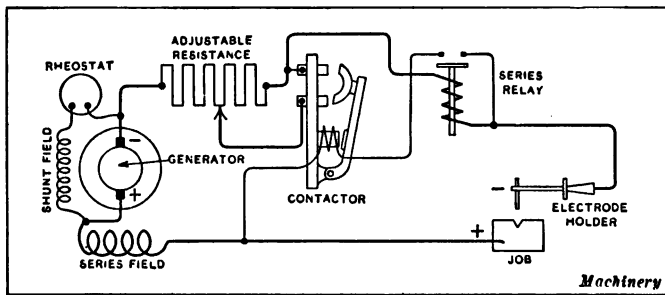 ADJUSTABLE
RESISTANCE
RHEOSTAT
SERIES
RELAY
SHUNT FIELD
-
GENERATOR
+
CONTACTOR
-
ELECTRODE
HOLDER
+
JOB
SERIES FIELD
Machinery